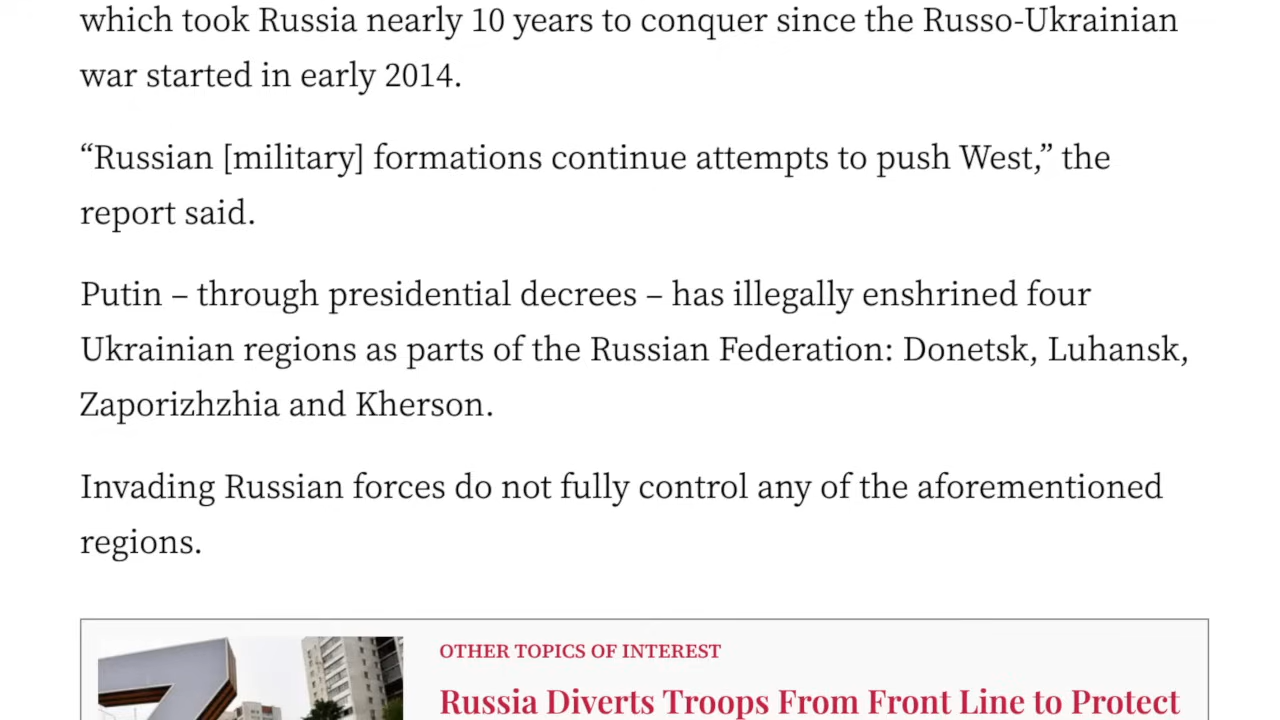 which took Russia nearly 10 years to conquer since the Russo-Ukrainian
war started in early 2014.
“Russian [military] formations continue attempts to push West,” the
report said.
Putin – through presidential decrees – has illegally enshrined four
Ukrainian regions as parts of the Russian Federation: Donetsk, Luhansk,
Zaporizhzhia and Kherson.
Invading Russian forces do not fully control any of the aforementioned
regions.
OTHER TOPICS OF INTEREST
Russia Diverts Troops From Front Line to Protect